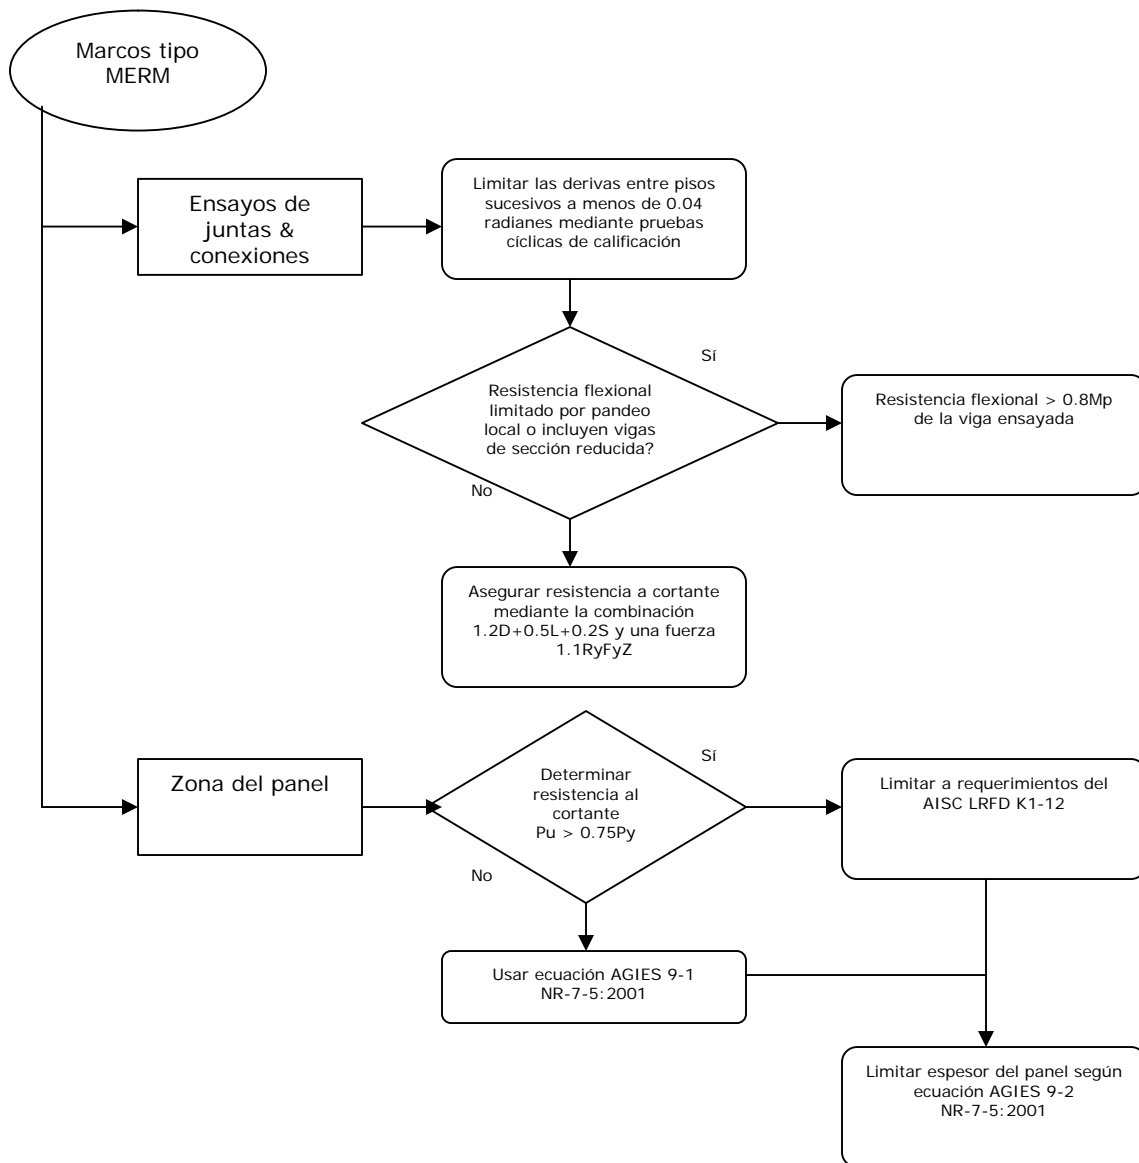 Marcos tipo
MERM
Ensayos de
juntas &
conexiones
Limitar las derivas entre pisos
sucesivos a menos de 0.04
radianes mediante pruebas
cíclicas de calificación
Sí
Resistencia flexional
limitado por pandeo
local o incluyen vigas
de sección reducida?
Resistencia flexional > 0.8Mp
de la viga ensayada
No
Asegurar resistencia a cortante
mediante la combinación
1.2D+0.5L+0.2S y una fuerza
1.1RyFyZ
Zona del panel
Sí
Determinar
resistencia al
cortante
Pu > 0.75Py
Limitar a requerimientos del
AISC LRFD K1-12
No
Usar ecuación AGIES 9-1
NR-7-5:2001
Limitar espesor del panel según
ecuación AGIES 9-2
NR-7-5:2001